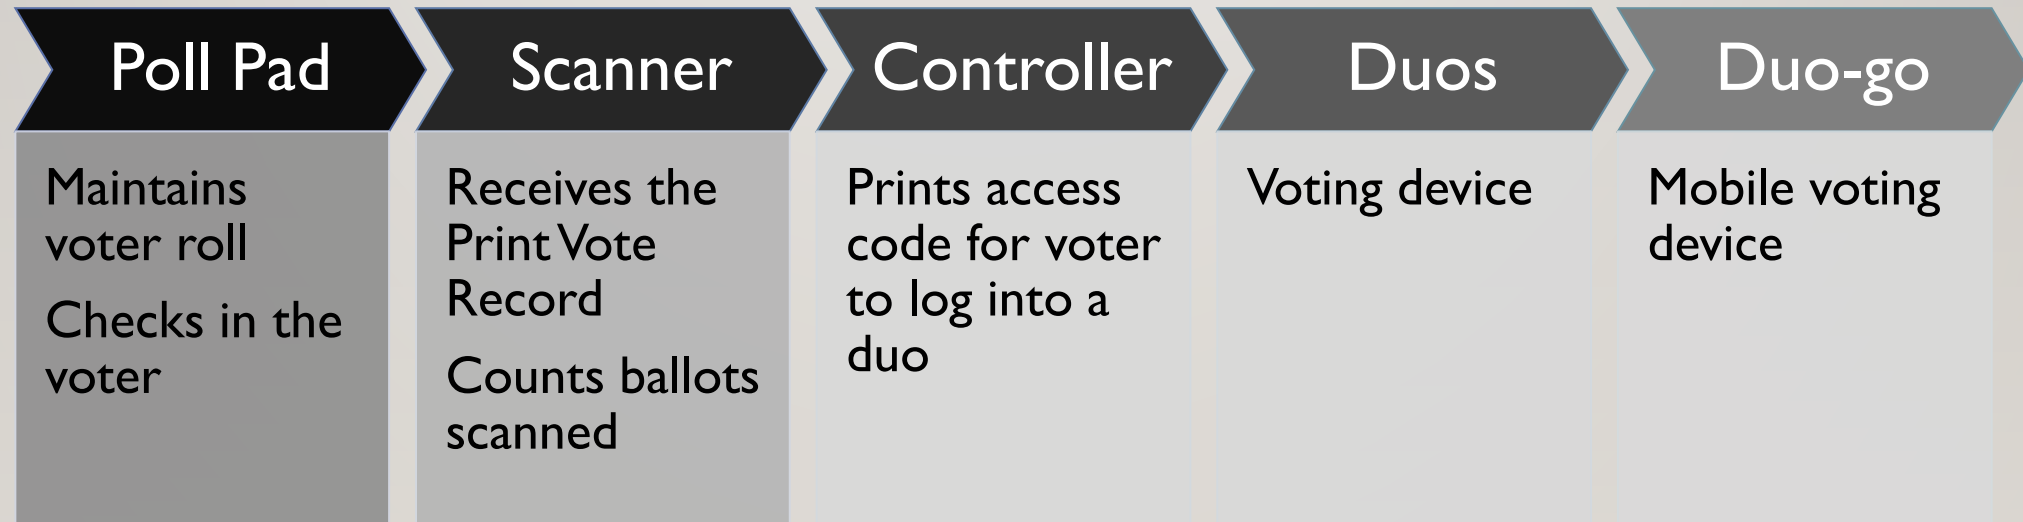 Poll Pad
Maintains
voter roll
Checks in the
voter
Scanner
Receives the
Print Vote
Record
Counts ballots
scanned
Controller
Prints access
code for voter
to log into a
duo
Duos
Voting device
Duo-go
Mobile voting
device